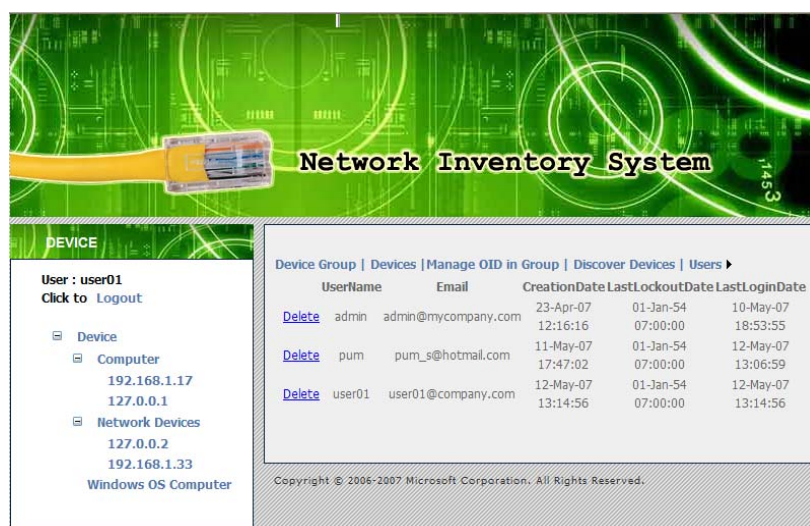 Network Inventory System
1453
DEVICE
User : user01
Click to Logout
Device
Computer
192.168.1.17
127.0.0.1
Network Devices
127.0.0.2
192.168.1.33
Windows OS Computer
Device Group | Devices |Manage OID in Group | Discover Devices | Users
UserName Email CreationDate LastLockoutDate LastLoginDate
Delete admin admin@mycompany.com 23-Apr-07 12:16:16 01-Jan-54 07:00:00 10-May-07 18:53:55
Delete pum pum_s@hotmail.com 11-May-07 17:47:02 01-Jan-54 07:00:00 12-May-07 13:06:59
Delete user01 user01@company.com 12-May-07 13:14:56 01-Jan-54 07:00:00 12-May-07 13:14:56
Copyright © 2006-2007 Microsoft Corporation. All Rights Reserved.